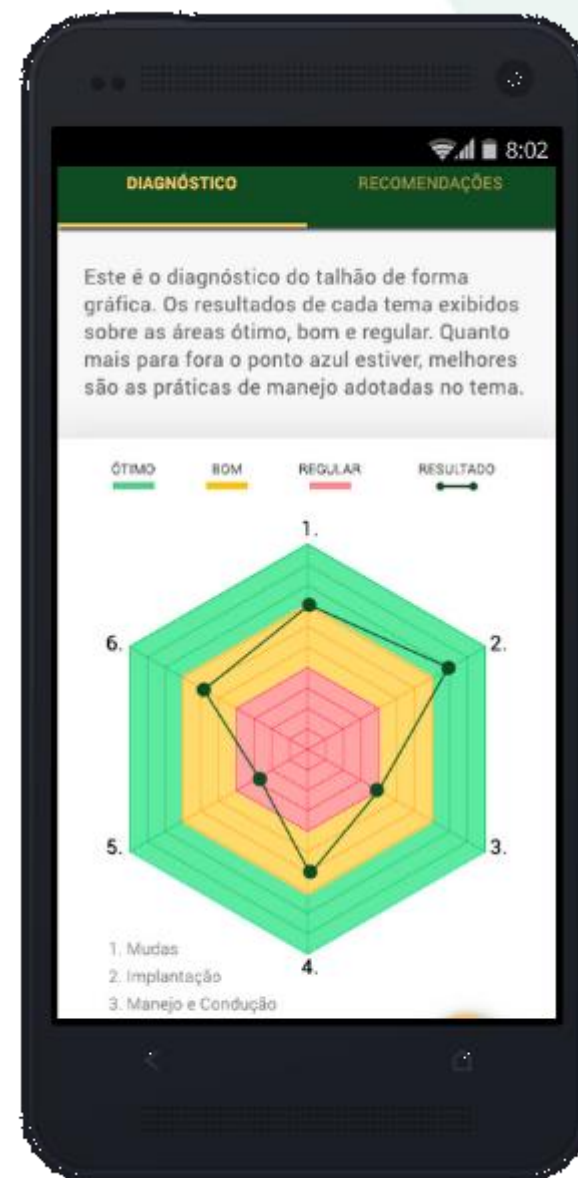 8:02
DIAGNÓSTICO
RECOMENDAÇÕES
Este é o diagnóstico do talhão de forma
gráfica. Os resultados de cada tema exibidos
sobre as áreas ótimo, bom e regular. Quanto
mais para fora o ponto azul estiver, melhores
são as práticas de manejo adotadas no tema.
ÓTIMO BOM REGULAR RESULTADO
1.
6. 2.
5. 3.
4.
1. Mudas
2. Implantação
3. Manejo e Condução